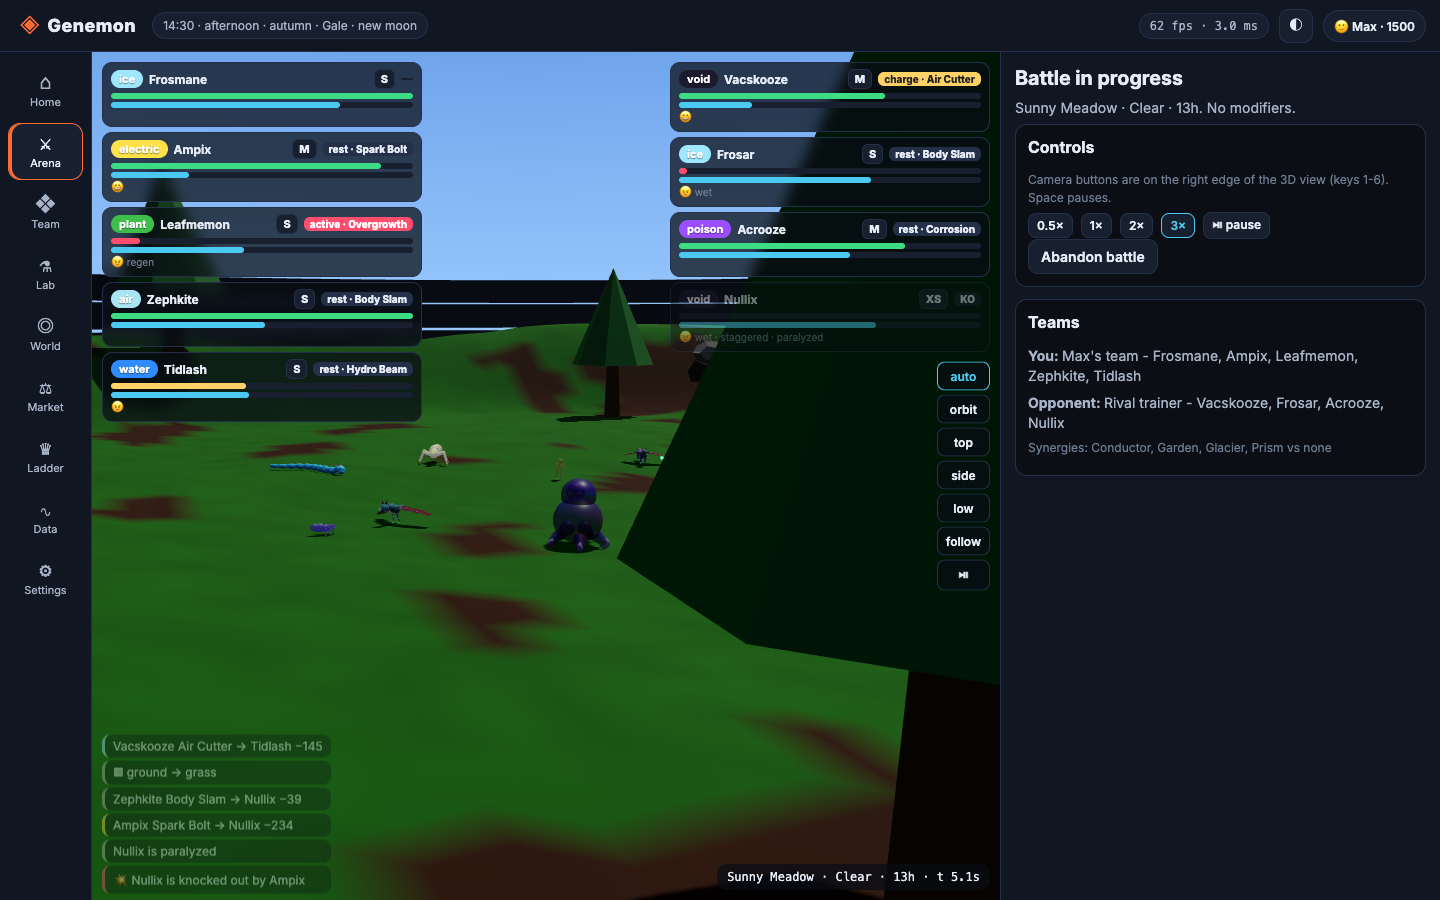 Genemon
14:30 · afternoon · autumn · Gale · new moon
62 fps · 3.0 ms
Max · 1500
Home
Arena
Team
Lab
World
Market
Ladder
Data
Settings
ice Frosmane S —
electric Ampix M rest · Spark Bolt
plant Leafmemon S active · Overgrowth
regen
air Zephkite S rest · Body Slam
water Tidlash S rest · Hydro Beam
void Vacskooze M charge · Air Cutter
ice Frosar S rest · Body Slam
wet
poison Acrooze M rest · Corrosion
void Nullix XS KO
wet · staggered · paralyzed
auto
orbit
top
side
low
follow
Vacskooze Air Cutter → Tidlash −145
ground → grass
Zephkite Body Slam → Nullix −39
Ampix Spark Bolt → Nullix −234
Nullix is paralyzed
Nullix is knocked out by Ampix
Sunny Meadow · Clear · 13h · t 5.1s
Battle in progress
Sunny Meadow · Clear · 13h. No modifiers.
Controls
Camera buttons are on the right edge of the 3D view (keys 1-6).
Space pauses.
0.5× 1× 2× 3× pause
Abandon battle
Teams
You: Max's team - Frosmane, Ampix, Leafmemon,
Zephkite, Tidlash
Opponent: Rival trainer - Vacskooze, Frosar, Acrooze,
Nullix
Synergies: Conductor, Garden, Glacier, Prism vs none